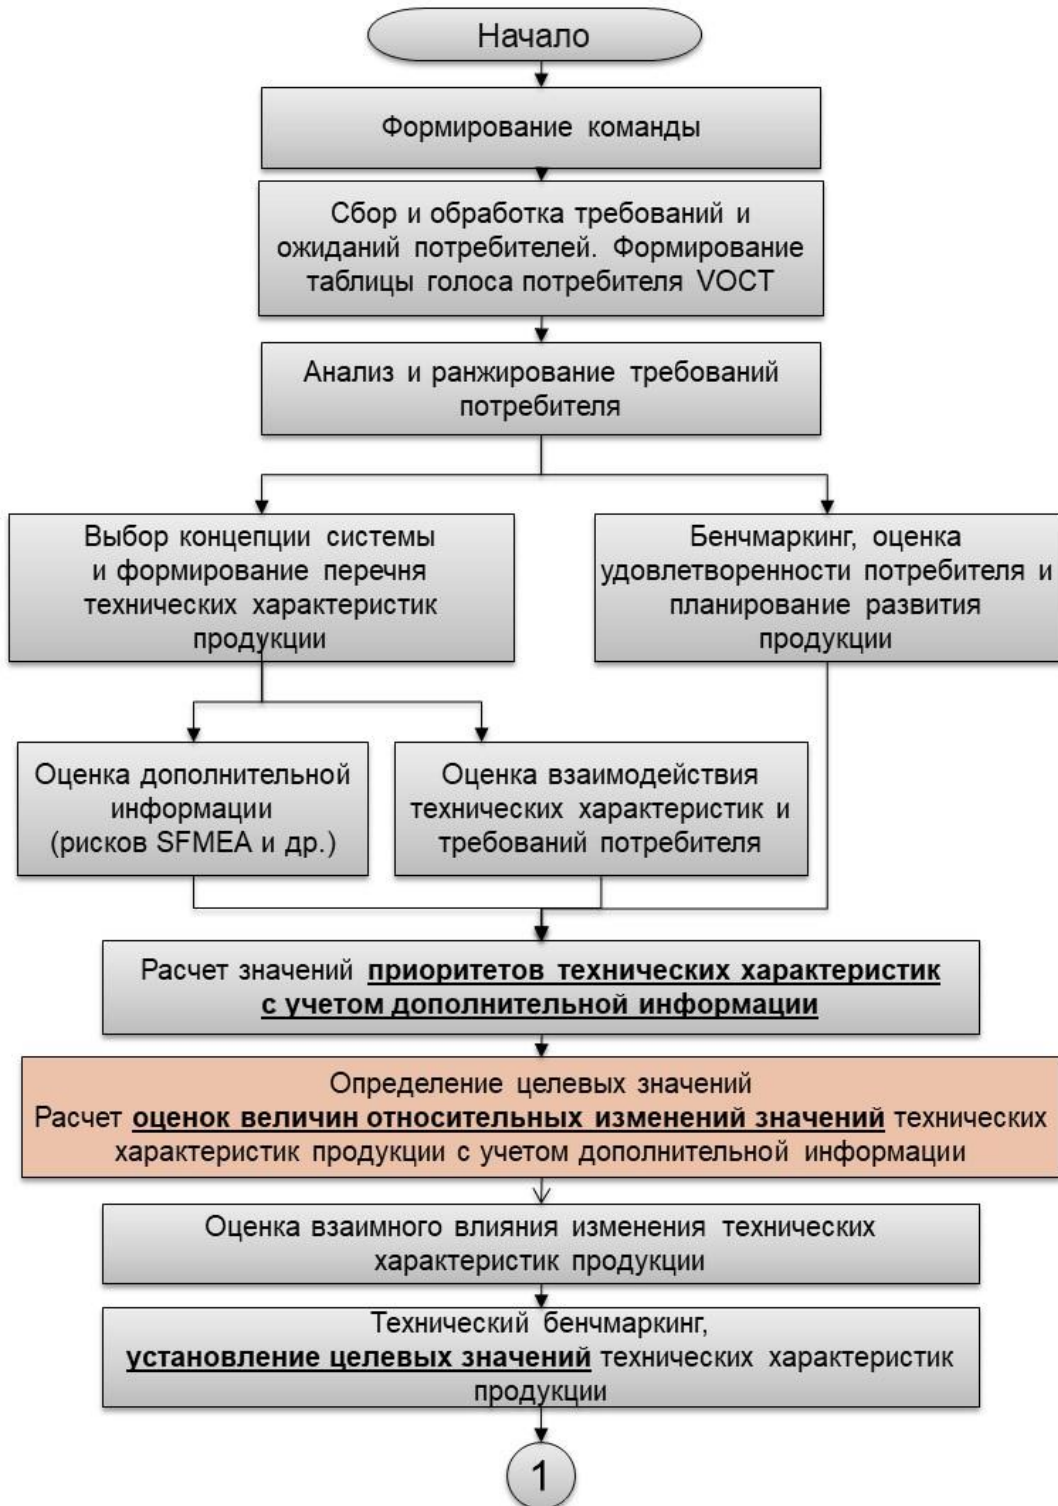 Начало
Формирование команды
Сбор и обработка требований и
ожиданий потребителей. Формирование
таблицы голоса потребителя VOCT
Анализ и ранжирование требований
потребителя
Выбор концепции системы
и формирование перечня
технических характеристик
продукции
Бенчмаркинг, оценка
удовлетворенности потребителя и
планирование развития
продукции
Оценка дополнительной
информации
(рисков SFMEA и др.)
Оценка взаимодействия
технических характеристик и
требований потребителя
Расчет значений приоритетов технических характеристик
с учетом дополнительной информации
Определение целевых значений
Расчет оценок величин относительных изменений значений технических
характеристик продукции с учетом дополнительной информации
Оценка взаимного влияния изменения технических
характеристик продукции
Технический бенчмаркинг,
установление целевых значений технических характеристик
продукции
1